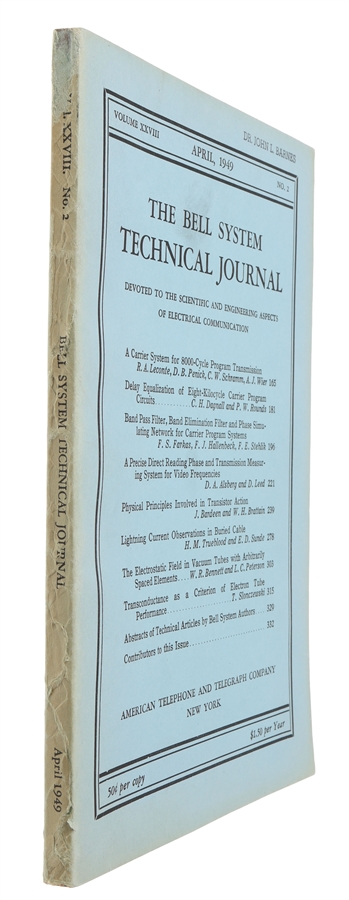 VOL. XXVIII. No. 2
BELL SYSTEM TECHNICAL JOURNAL
April 1949
DR. JOHN L. BARNES
VOLUME XXVIII
APRIL, 1949
NO. 2
THE BELL SYSTEM
TECHNICAL JOURNAL
DEVOTED TO THE SCIENTIFIC AND ENGINEERING ASPECTS
OF ELECTRICAL COMMUNICATION
A Carrier System for 8000-Cycle Program Transmission
R. A. Leconte, D. B. Penick, C. W. Schramm, A. J. Wier 165
Delay Equalization of Eight-Kilocycle Carrier Program
Circuits.......... C. H. Dagnall and P. W. Rounds 181
Band Pass Filter, Band Elimination Filter and Phase Simu-
lating Network for Carrier Program Systems
F. S. Farkas, F. J. Hallenbeck, F. E. Stehlik 196
A Precise Direct Reading Phase and Transmission Measur-
ing System for Video Frequencies
D. A. Alsberg and D. Leed 221
Physical Principles Involved in Transistor Action
J. Bardeen and W. H. Brattain 239
Lightning Current Observations in Buried Cable
H. M. Trueblood and E. D. Sunde 278
The Electrostatic Field in Vacuum Tubes with Arbitrarily
Spaced Elements.... W. R. Bennett and L. C. Peterson 303
Transconductance as a Criterion of Electron Tube
Performance.................. T. Slonczewski 315
Abstracts of Technical Articles by Bell System Authors.... 329
Contributors to this Issue........................ 332
AMERICAN TELEPHONE AND TELEGRAPH COMPANY
NEW YORK
50¢ per copy
$1.50 per Year